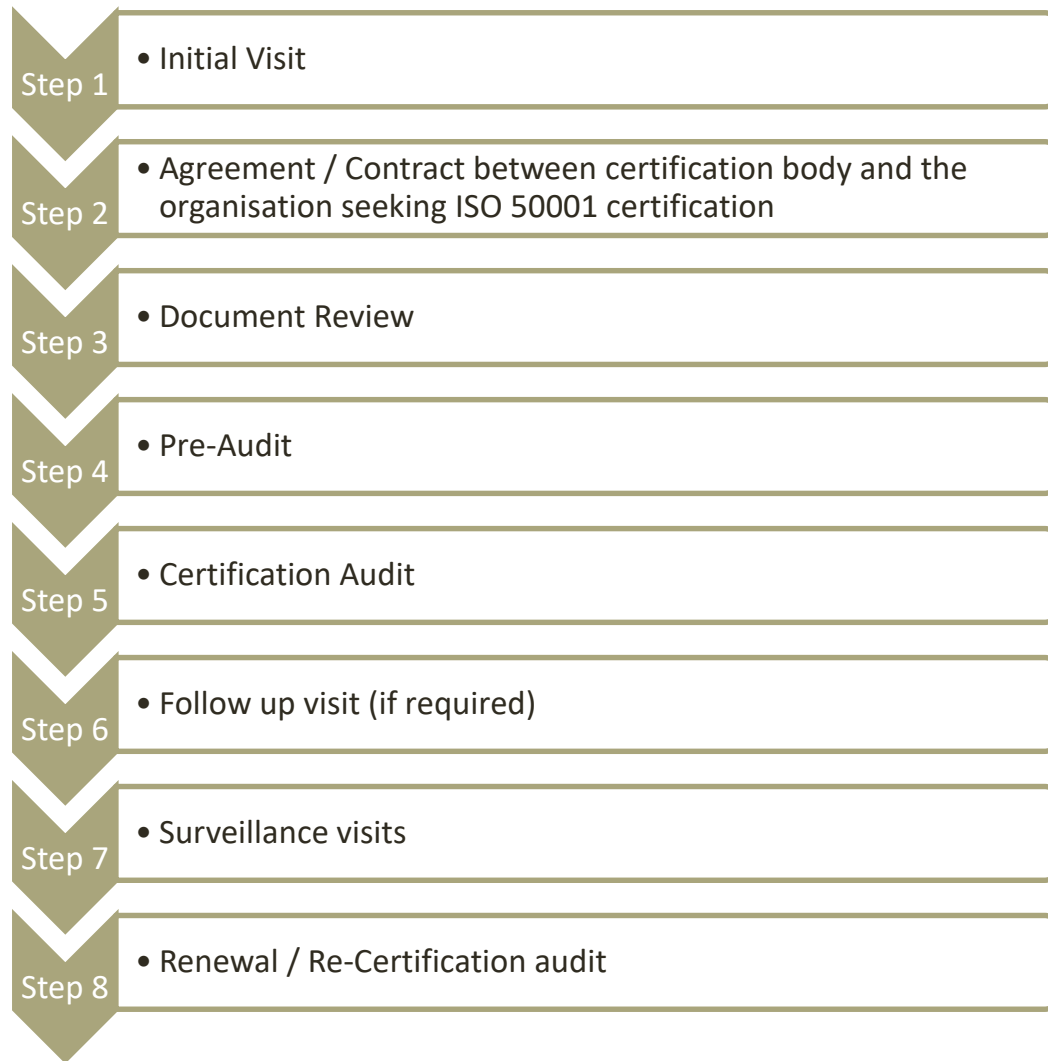 Step 1
• Initial Visit
Step 2
• Agreement / Contract between certification body and the
organisation seeking ISO 50001 certification
Step 3
• Document Review
Step 4
• Pre-Audit
Step 5
• Certification Audit
Step 6
• Follow up visit (if required)
Step 7
• Surveillance visits
Step 8
• Renewal / Re-Certification audit